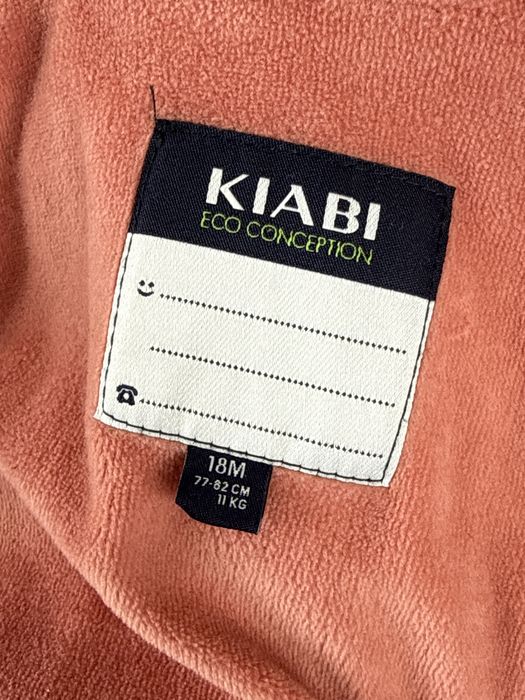 KIABI
ECO CONCEPTION
18M
77-82 CM
11 KG